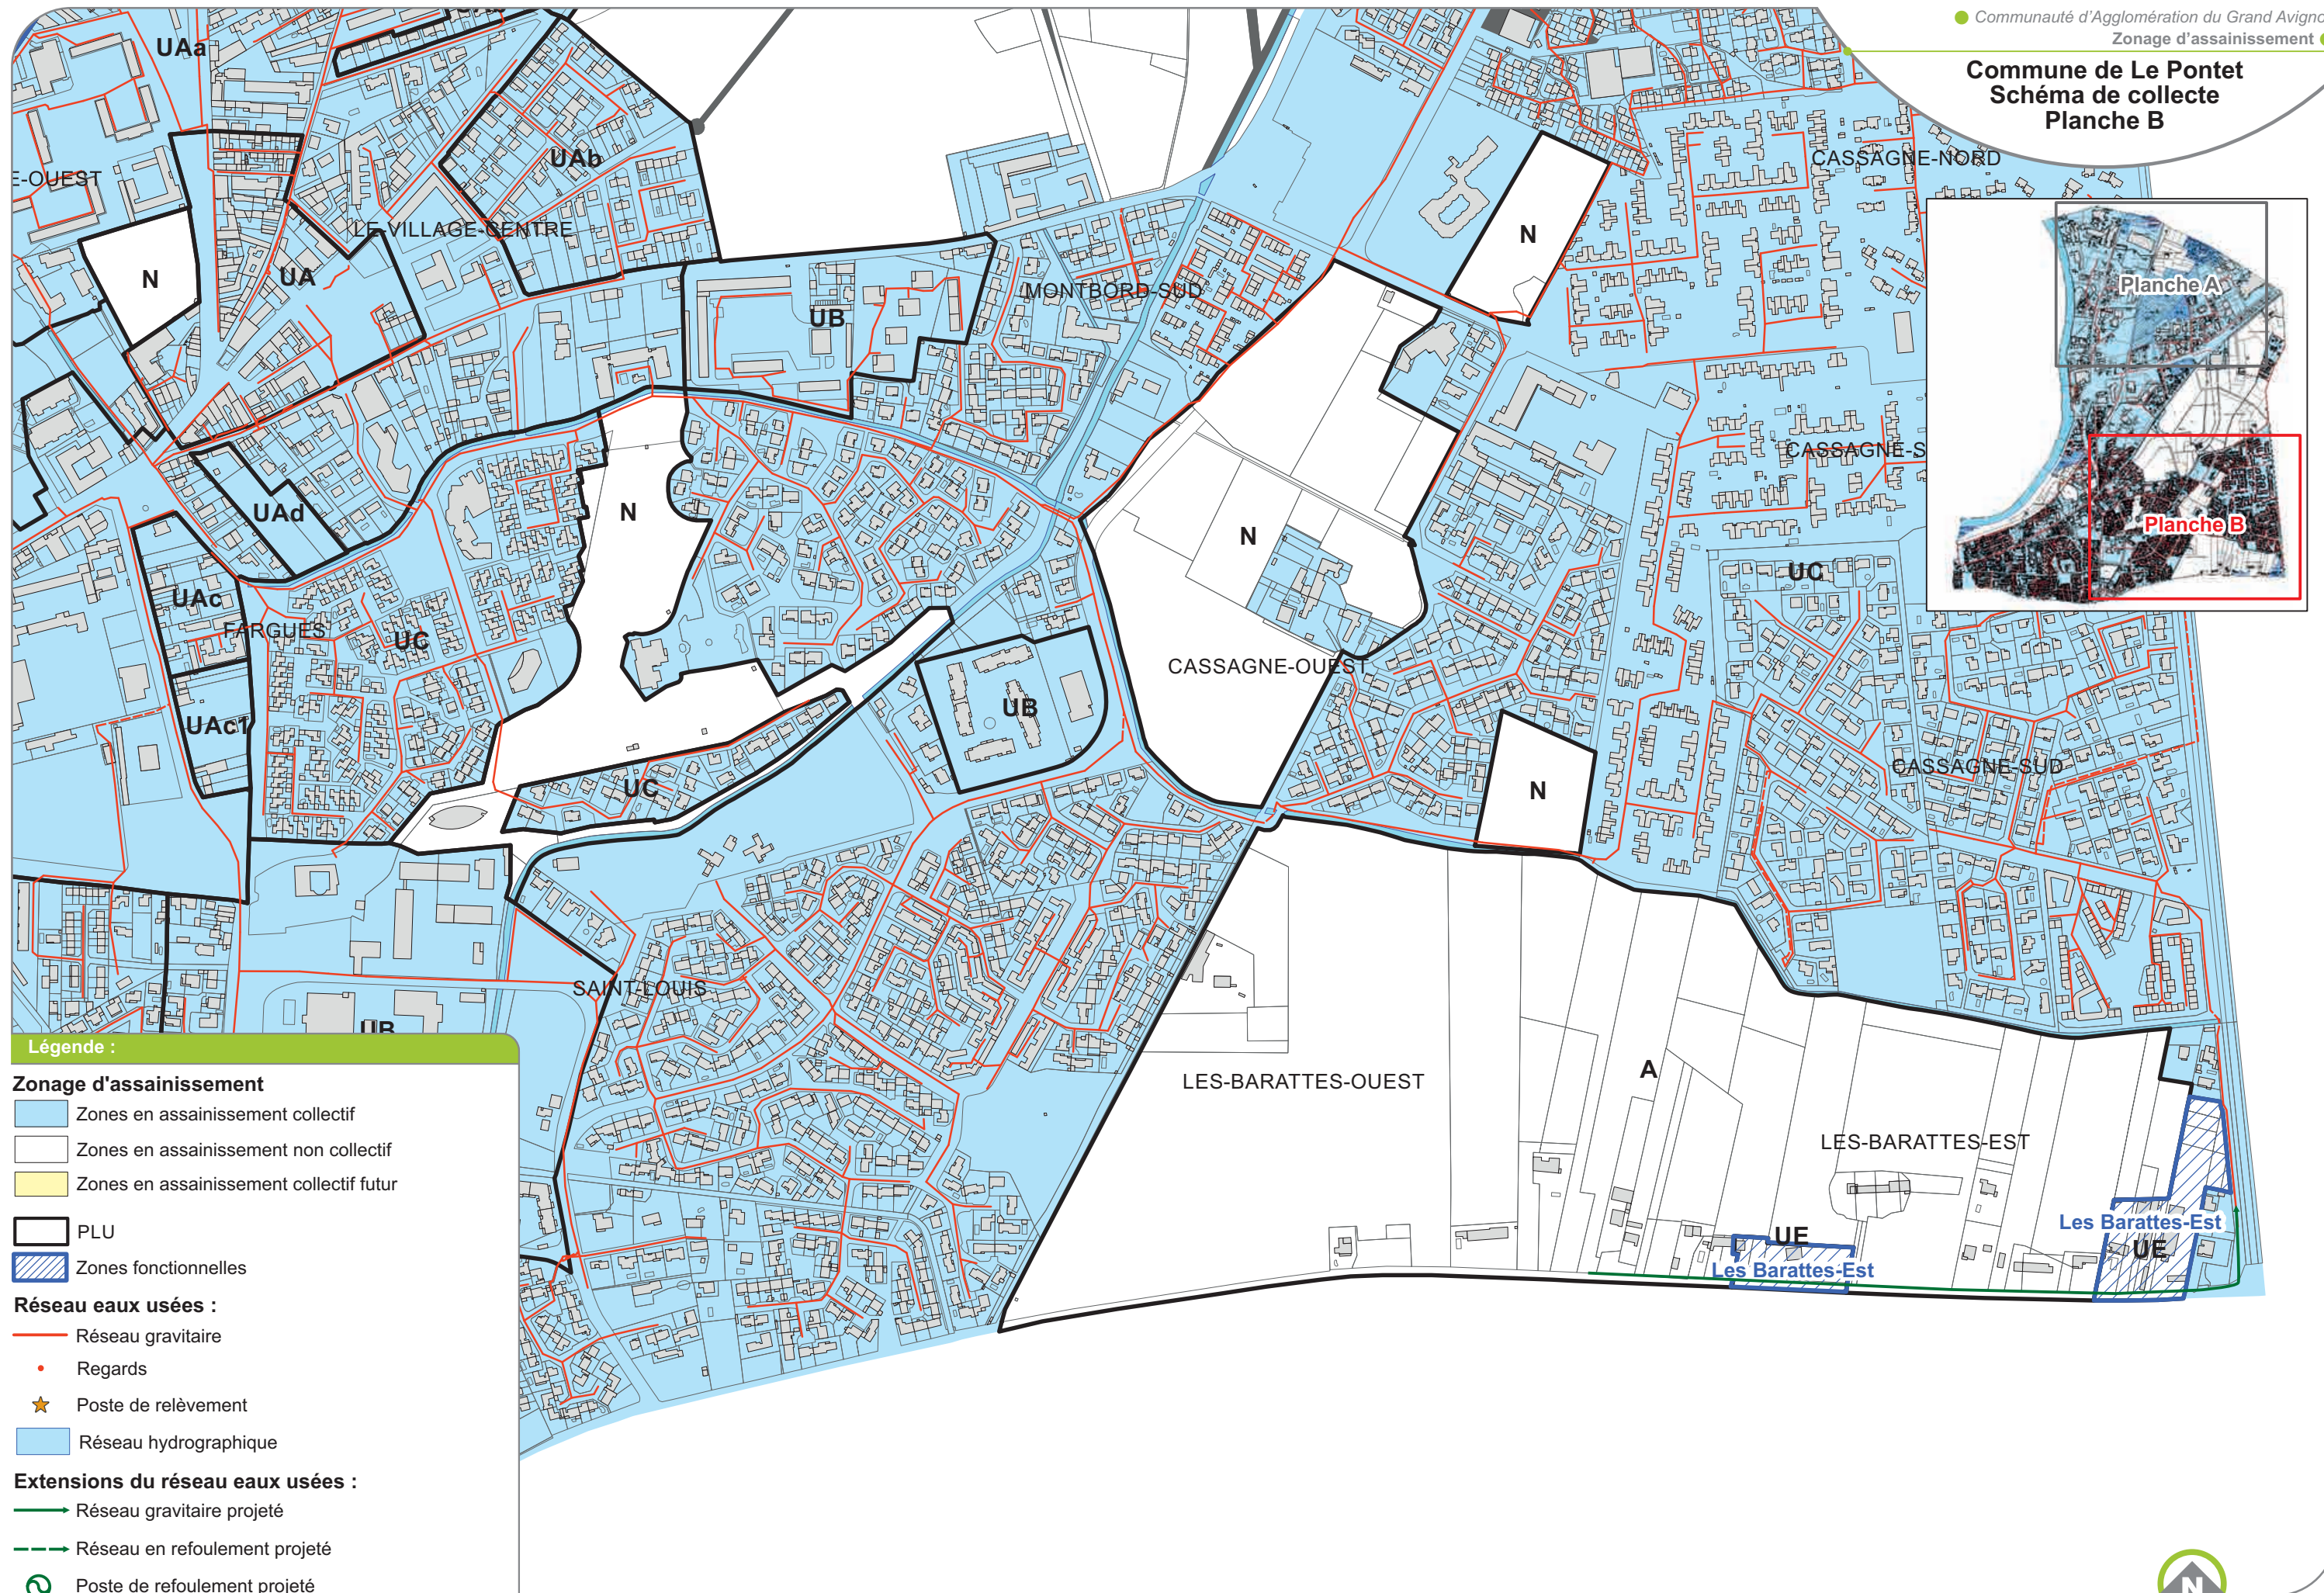 Communauté d'Agglomération du Grand Avigno
Zonage d'assainissement
Commune de Le Pontet
Schéma de collecte
Planche B
UAa
UAb
E-OUEST
CASSAGNE-NORD
LE-VILLAGE-CENTRE
N
N
UA
MONTBORD-SUD
UB
Planche A
CASSAGNE-S
UAd
N
N
Planche B
UC
UAc
FARGUES
UC
CASSAGNE-OUEST
UB
UAc1
CASSAGNE-SUD
UC
N
SAINT-LOUIS
UB
LES-BARATTES-OUEST
A
LES-BARATTES-EST
Les Barattes-Est
UE
UE
Les Barattes-Est
Légende :
Zonage d'assainissement
Zones en assainissement collectif
Zones en assainissement non collectif
Zones en assainissement collectif futur
PLU
Zones fonctionnelles
Réseau eaux usées :
Réseau gravitaire
Regards
Poste de relèvement
Réseau hydrographique
Extensions du réseau eaux usées :
Réseau gravitaire projeté
Réseau en refoulement projeté
Poste de refoulement projeté
N